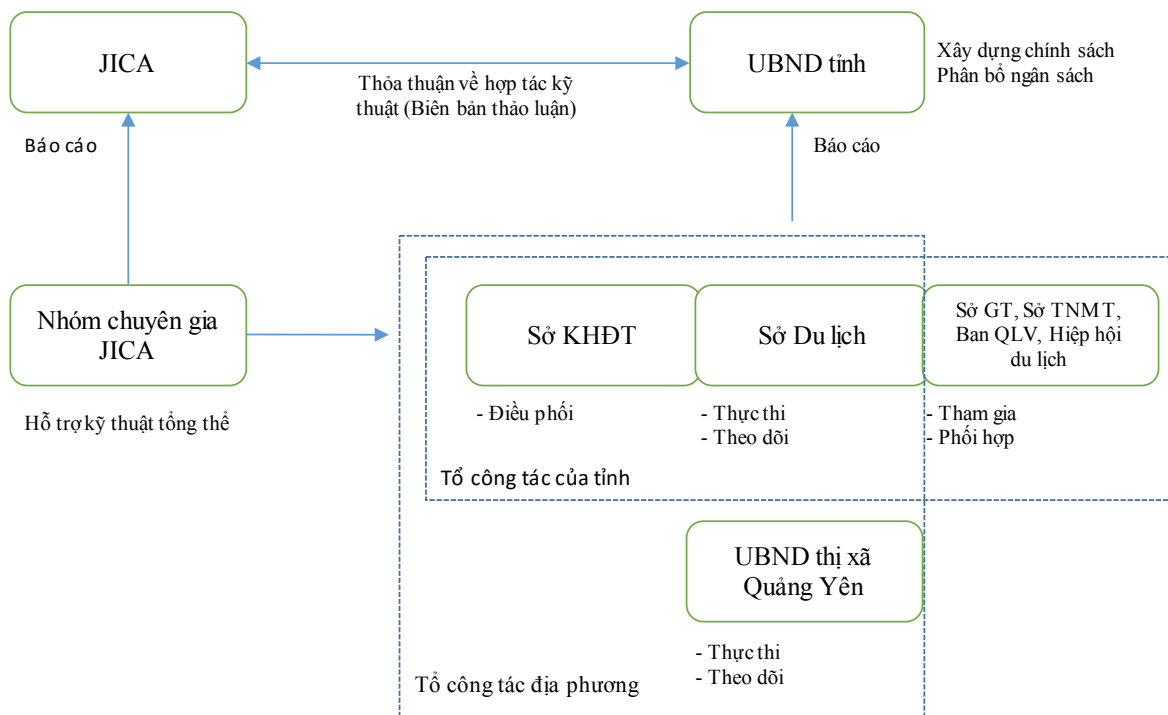 JICA
UBND tỉnh
Xây dựng chính sách
Phân bổ ngân sách
Thỏa thuận về hợp tác kỹ
thuật (Biên bản thảo luận)
Báo cáo
Báo cáo
Nhóm chuyên gia
JICA
Hỗ trợ kỹ thuật tổng thể
Sở KHĐT
Sở Du lịch
Sở GT, Sở TNMT,
Ban QLV, Hiệp hội
du lịch
- Điều phối
- Thực thi
- Theo dõi
- Tham gia
- Phối hợp
Tổ công tác của tỉnh
UBND thị xã
Quảng Yên
- Thực thi
- Theo dõi
Tổ công tác địa phương